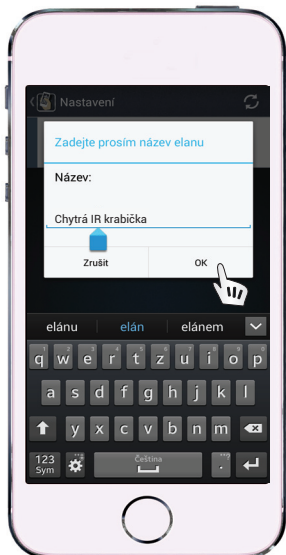 Nastavení
Zadejte prosím název elanu
Název:
Chytrá IR krabička
Zrušit OK
elánu elán elánem
q w e r t z u i o p
a s d f g h j k l
y x c v b n m
123
Sym Čeština .